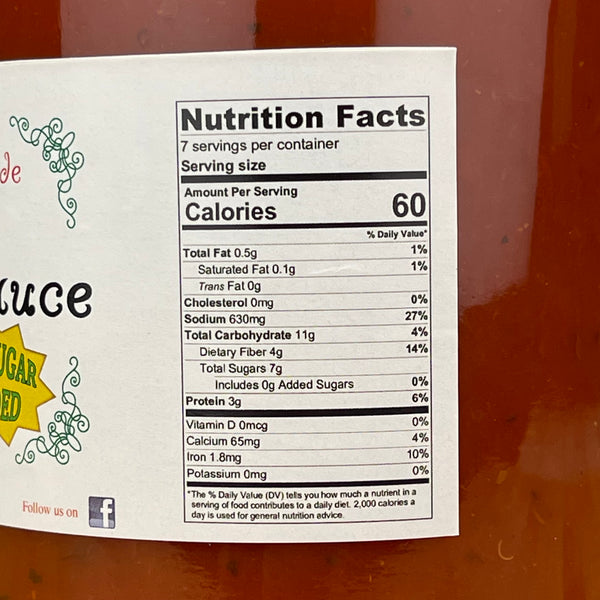 de
uce
UGAR
ED
Follow us on
f
Nutrition Facts
7 servings per container
Serving size
Amount Per Serving
Calories 60
% Daily Value*
Total Fat 0.5g 1%
Saturated Fat 0.1g 1%
Trans Fat 0g
Cholesterol 0mg 0%
Sodium 630mg 27%
Total Carbohydrate 11g 4%
Dietary Fiber 4g 14%
Total Sugars 7g
Includes 0g Added Sugars 0%
Protein 3g 6%
Vitamin D 0mcg 0%
Calcium 65mg 4%
Iron 1.8mg 10%
Potassium 0mg 0%
*The % Daily Value (DV) tells you how much a nutrient in a
serving of food contributes to a daily diet. 2,000 calories a
day is used for general nutrition advice.